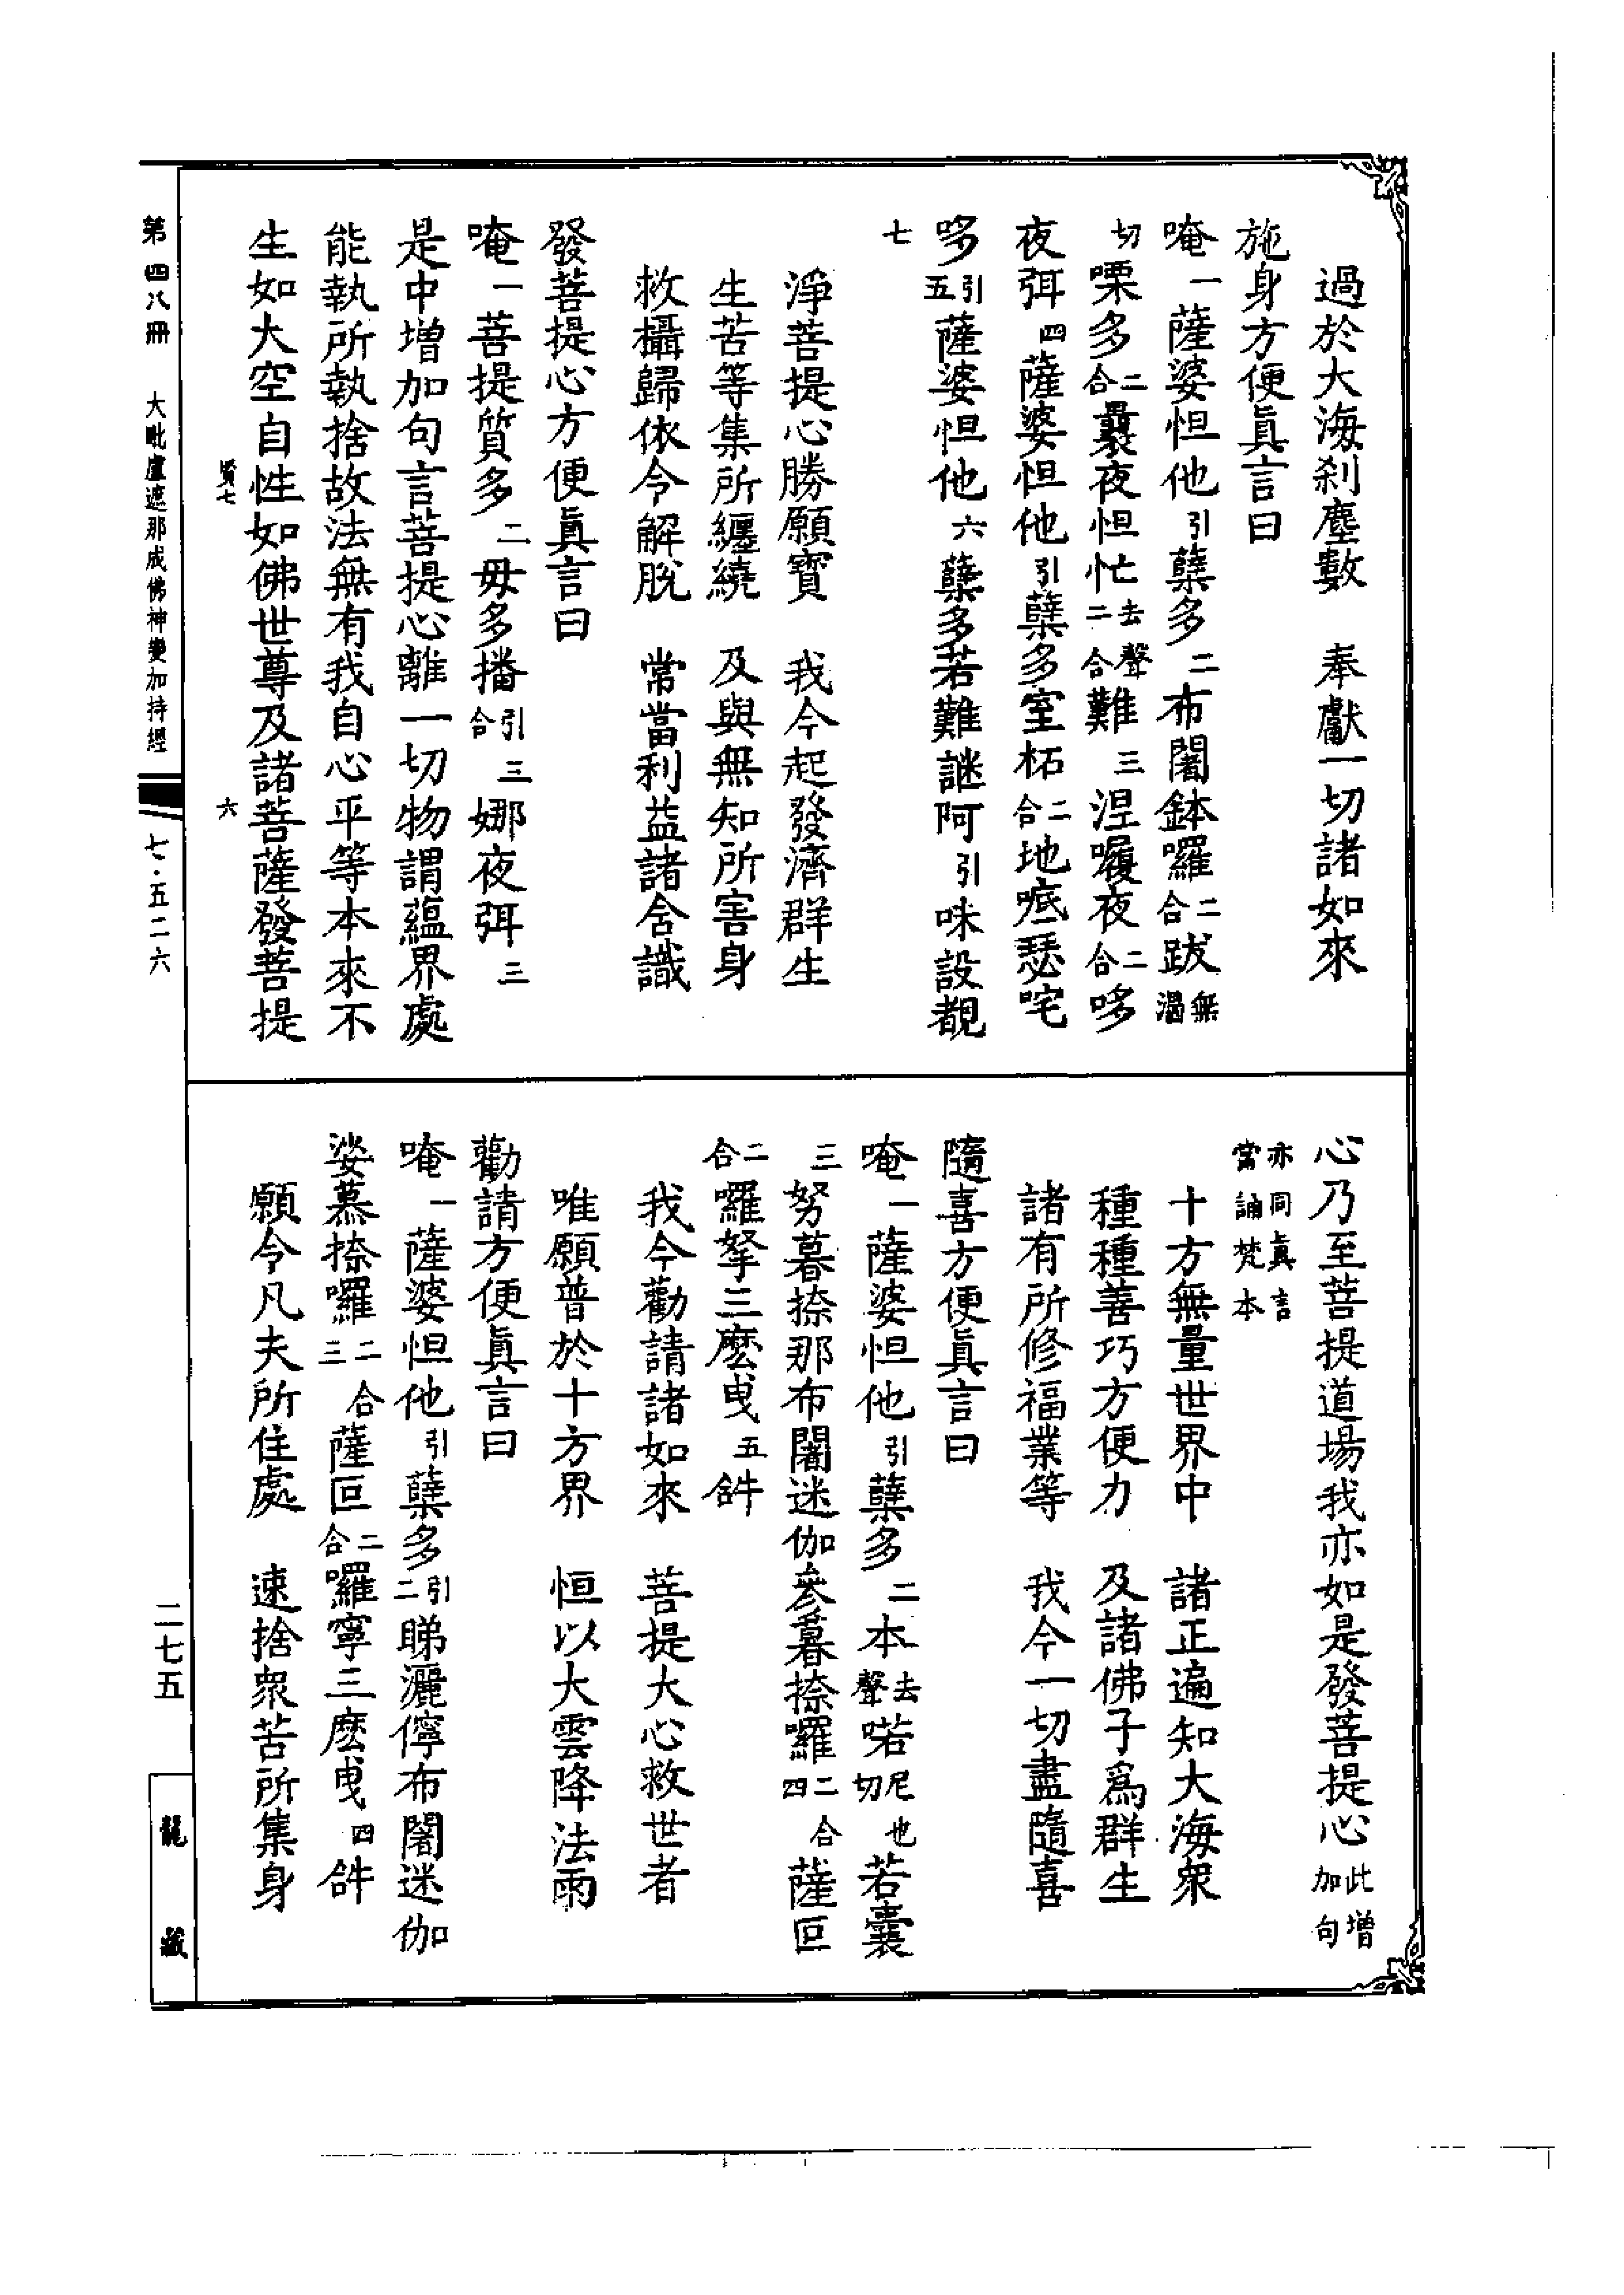 過於大海刹塵數　奉獻一切諸如來
施身方便眞言曰
唵一薩婆怛他引蘖多二布闍鉢囉二合跋無渴
切㗚多二合曩夜怛忙去聲二合難三涅㘑夜二合哆
夜弭四薩婆怛他引蘖多室柘二合地㡳瑟咤
哆引五薩婆怛他六蘖多若難謎阿引味設覩
七
淨菩提心勝願寶　我今起發濟群生
生苦等集所纏繞　及與無知所害身
救攝歸依令解脫　常當利益諸含識
發菩提心方便眞言曰
唵一菩提質多二毋多播引合三娜夜弭三
是中增加句言菩提心離一切物謂蘊界處
能執所執捨故法無有我自心平等本來不
生如大空自性如佛世尊及諸菩薩發菩提
賢七　六
心乃至菩提道場我亦如是發菩提心此增加句
亦同眞言當誦梵本
十方無量世界中　諸正遍知大海衆
種種善巧方便力　及諸佛子爲群生
諸有所修福業等　我今一切盡隨喜
隨喜方便眞言曰
唵一薩婆怛他引蘖多二本去聲喏尼也切若囊
三努暮捺那布闍迷伽參暮捺囉二合四薩叵
二合囉拏三麽曵五𤙖
我今勸請諸如來　菩提大心救世者
唯願普於十方界　恒以大雲降法雨
勸請方便眞言曰
唵一薩婆怛他引蘖多引二睇灑儜布闍迷伽
娑慕捺囉二合三薩叵二合囉寧三麽曵四𤙖
願令凡夫所住處　速捨衆苦所集身
第四八冊　大毗盧遮那成佛神變加持經　七·五二六
二七五
龍藏